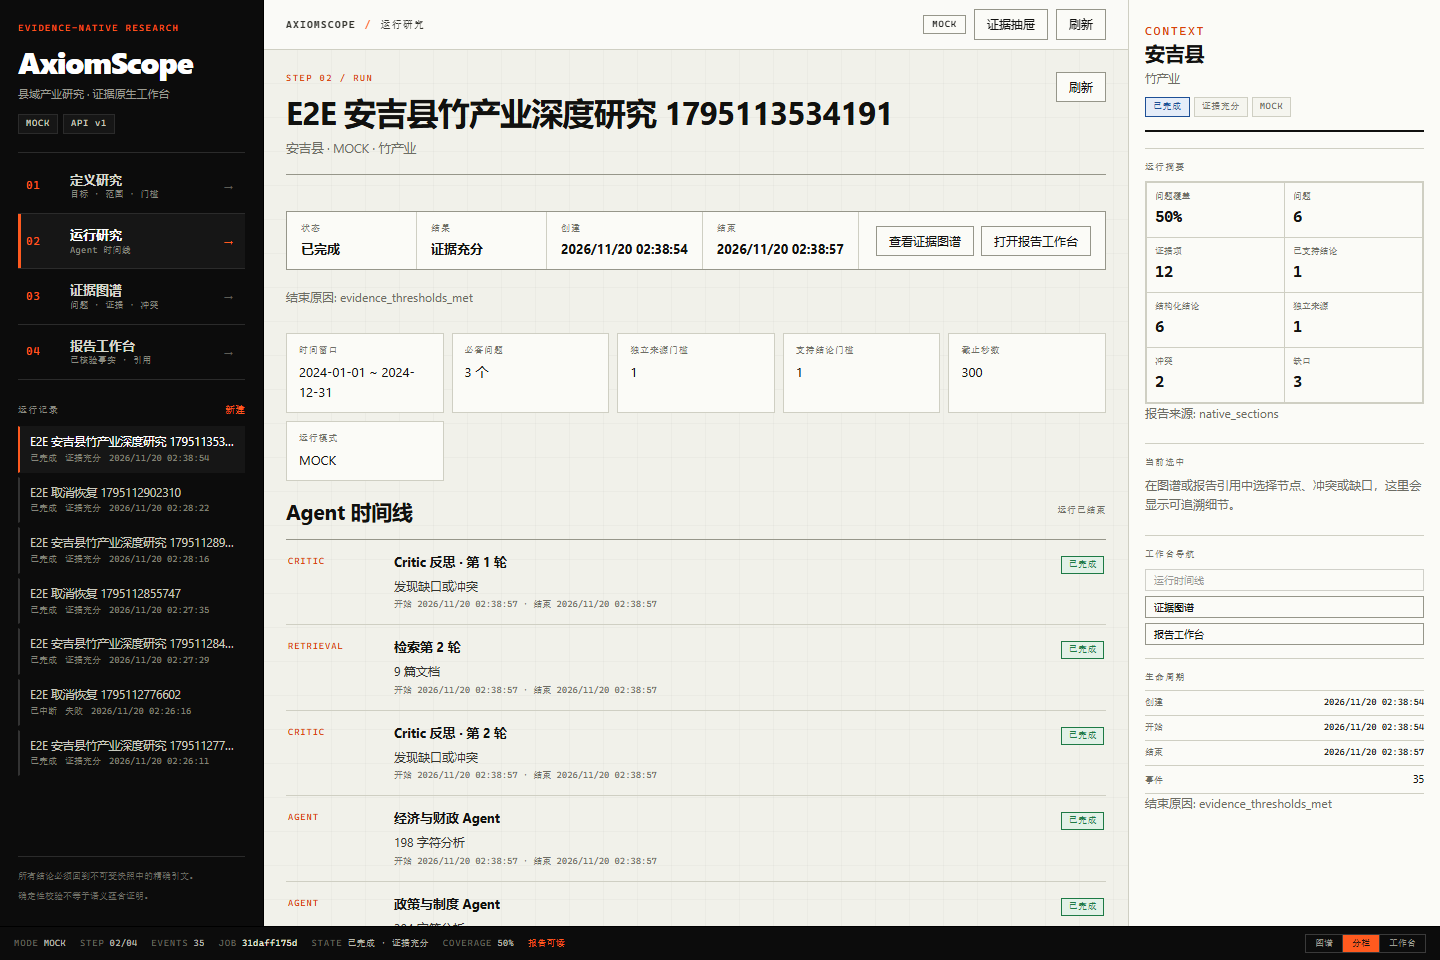 EVIDENCE-NATIVE RESEARCH
AxiomScope
县域产业研究 · 证据原生工作台
MOCK
API v1
01
定义研究
目标 · 范围 · 门槛
→
02
运行研究
Agent 时间线
→
03
证据图谱
问题 · 证据 · 冲突
→
04
报告工作台
已核验事实 · 引用
→
运行记录
新建
E2E 安吉县竹产业深度研究 179511353...
已完成 证据充分 2026/11/20 02:38:54
E2E 取消恢复 1795112902310
已完成 证据充分 2026/11/20 02:28:22
E2E 安吉县竹产业深度研究 179511289...
已完成 证据充分 2026/11/20 02:28:16
E2E 取消恢复 1795112855747
已完成 证据充分 2026/11/20 02:27:35
E2E 安吉县竹产业深度研究 179511284...
已完成 证据充分 2026/11/20 02:27:29
E2E 取消恢复 1795112776602
已中断 失败 2026/11/20 02:26:16
E2E 安吉县竹产业深度研究 179511277...
已完成 证据充分 2026/11/20 02:26:11
所有结论必须回到不可变快照中的精确引文。
确定性校验不等于语义蕴含证明。
AXIOMSCOPE / 运行研究
MOCK
证据抽屉
刷新
STEP 02 / RUN
E2E 安吉县竹产业深度研究 1795113534191
安吉县 · MOCK · 竹产业
刷新
状态
已完成
结果
证据充分
创建
2026/11/20 02:38:54
结束
2026/11/20 02:38:57
查看证据图谱
打开报告工作台
结束原因: evidence_thresholds_met
时间窗口
2024-01-01 ~ 2024-
12-31
必答问题
3 个
独立来源门槛
1
支持结论门槛
1
截止秒数
300
运行模式
MOCK
Agent 时间线
运行已结束
CRITIC
Critic 反思 · 第 1 轮
发现缺口或冲突
开始 2026/11/20 02:38:57 · 结束 2026/11/20 02:38:57
已完成
RETRIEVAL
检索第 2 轮
9 篇文档
开始 2026/11/20 02:38:57 · 结束 2026/11/20 02:38:57
已完成
CRITIC
Critic 反思 · 第 2 轮
发现缺口或冲突
开始 2026/11/20 02:38:57 · 结束 2026/11/20 02:38:57
已完成
AGENT
经济与财政 Agent
198 字符分析
开始 2026/11/20 02:38:57 · 结束 2026/11/20 02:38:57
已完成
AGENT
政策与制度 Agent
已完成
CONTEXT
安吉县
竹产业
已完成
证据充分
MOCK
运行摘要
问题覆盖
50%
问题
6
证据项
12
已支持结论
1
结构化结论
6
独立来源
1
冲突
2
缺口
3
报告来源: native_sections
当前选中
在图谱或报告引用中选择节点、冲突或缺口，这里会
显示可追溯细节。
工作台导航
运行时间线
证据图谱
报告工作台
生命周期
创建
2026/11/20 02:38:54
开始
2026/11/20 02:38:54
结束
2026/11/20 02:38:57
事件
35
结束原因: evidence_thresholds_met
MODE MOCK
STEP 02/04
EVENTS 35
JOB 31daff175d
STATE 已完成 · 证据充分
COVERAGE 50%
报告可读
图谱
分栏
工作台